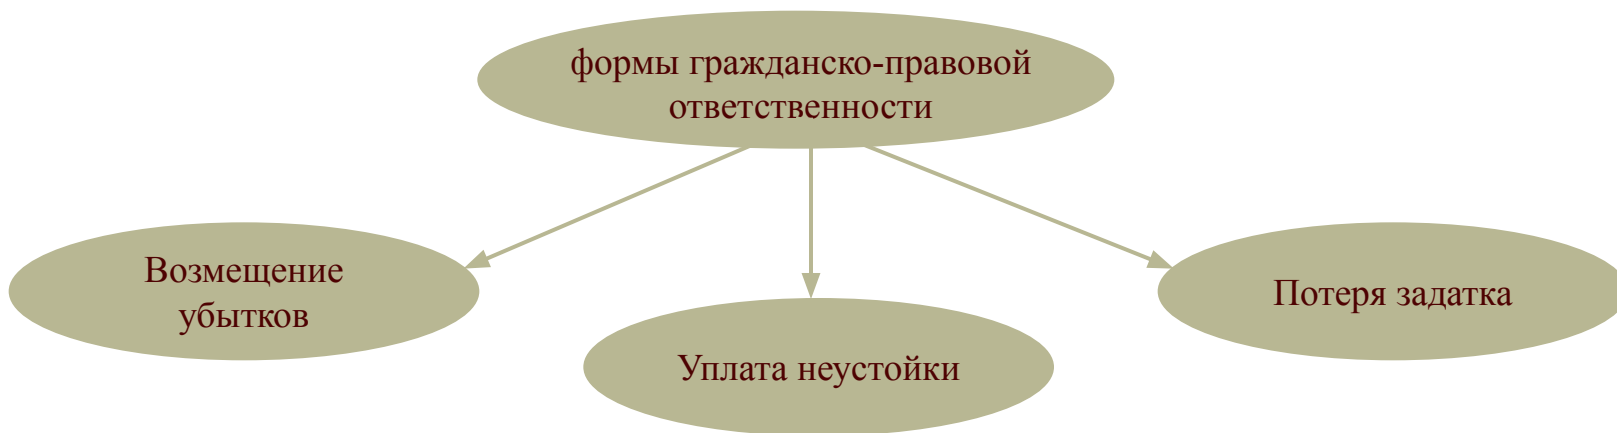 формы гражданско-правовой
ответственности
Возмещение
убытков
Уплата неустойки
Потеря задатка